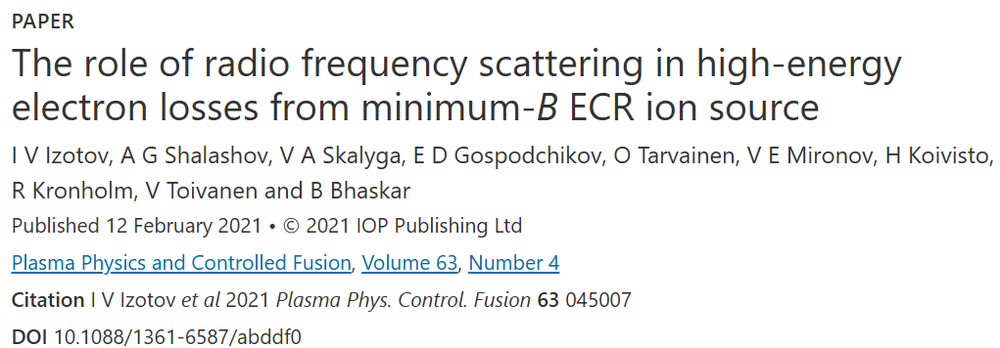 PAPER
The role of radio frequency scattering in high-energy
electron losses from minimum-B ECR ion source
I V Izotov, A G Shalashov, V A Skalyga, E D Gospodchikov, O Tarvainen, V E Mironov, H Koivisto,
R Kronholm, V Toivanen and B Bhaskar
Published 12 February 2021 • © 2021 IOP Publishing Ltd
Plasma Physics and Controlled Fusion, Volume 63, Number 4
Citation I V Izotov et al 2021 Plasma Phys. Control. Fusion 63 045007
DOI 10.1088/1361-6587/abddf0